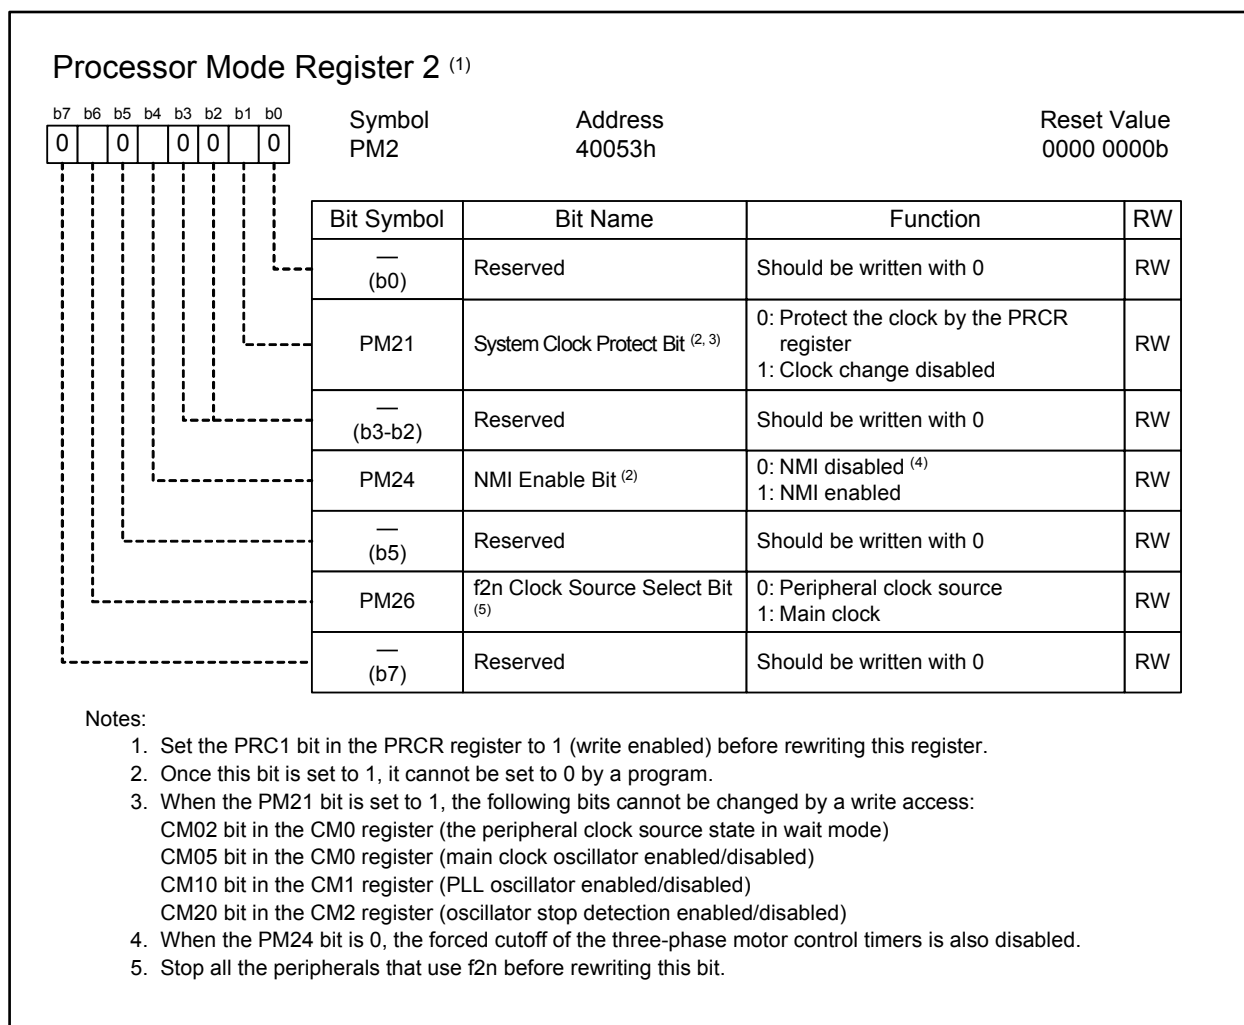 Processor Mode Register 2 (1)
b7 b6 b5 b4 b3 b2 b1 b0
0 0 0 0 0
Symbol Address Reset Value
PM2 40053h 0000 0000b
Bit Symbol Bit Name Function RW
—
(b0) Reserved Should be written with 0 RW
PM21 System Clock Protect Bit (2, 3) 0: Protect the clock by the PRCR
register
1: Clock change disabled RW
—
(b3-b2) Reserved Should be written with 0 RW
PM24 NMI Enable Bit (2) 0: NMI disabled (4)
1: NMI enabled RW
—
(b5) Reserved Should be written with 0 RW
PM26 f2n Clock Source Select Bit
(5) 0: Peripheral clock source
1: Main clock RW
—
(b7) Reserved Should be written with 0 RW
Notes:
1. Set the PRC1 bit in the PRCR register to 1 (write enabled) before rewriting this register.
2. Once this bit is set to 1, it cannot be set to 0 by a program.
3. When the PM21 bit is set to 1, the following bits cannot be changed by a write access:
CM02 bit in the CM0 register (the peripheral clock source state in wait mode)
CM05 bit in the CM0 register (main clock oscillator enabled/disabled)
CM10 bit in the CM1 register (PLL oscillator enabled/disabled)
CM20 bit in the CM2 register (oscillator stop detection enabled/disabled)
4. When the PM24 bit is 0, the forced cutoff of the three-phase motor control timers is also disabled.
5. Stop all the peripherals that use f2n before rewriting this bit.